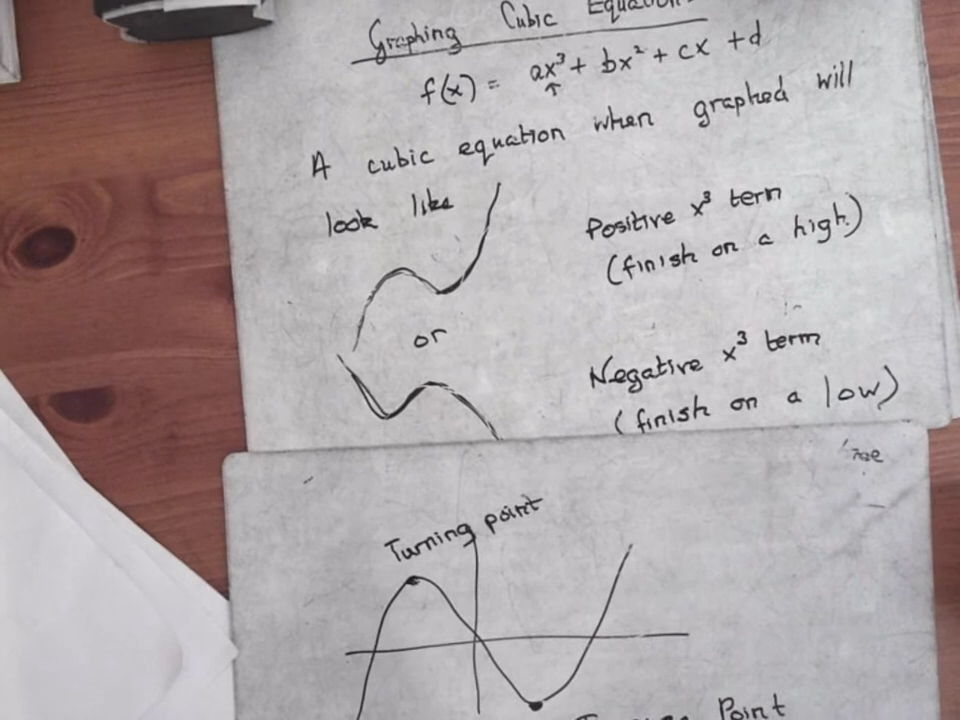 Graphing Cubic Equation
f(x) = ax³ + bx² + cx + d
↑
A cubic equation when graphed will
look like
Positive x³ term
(finish on a high)
or
Negative x³ term
(finish on a low)
Turning point
Point